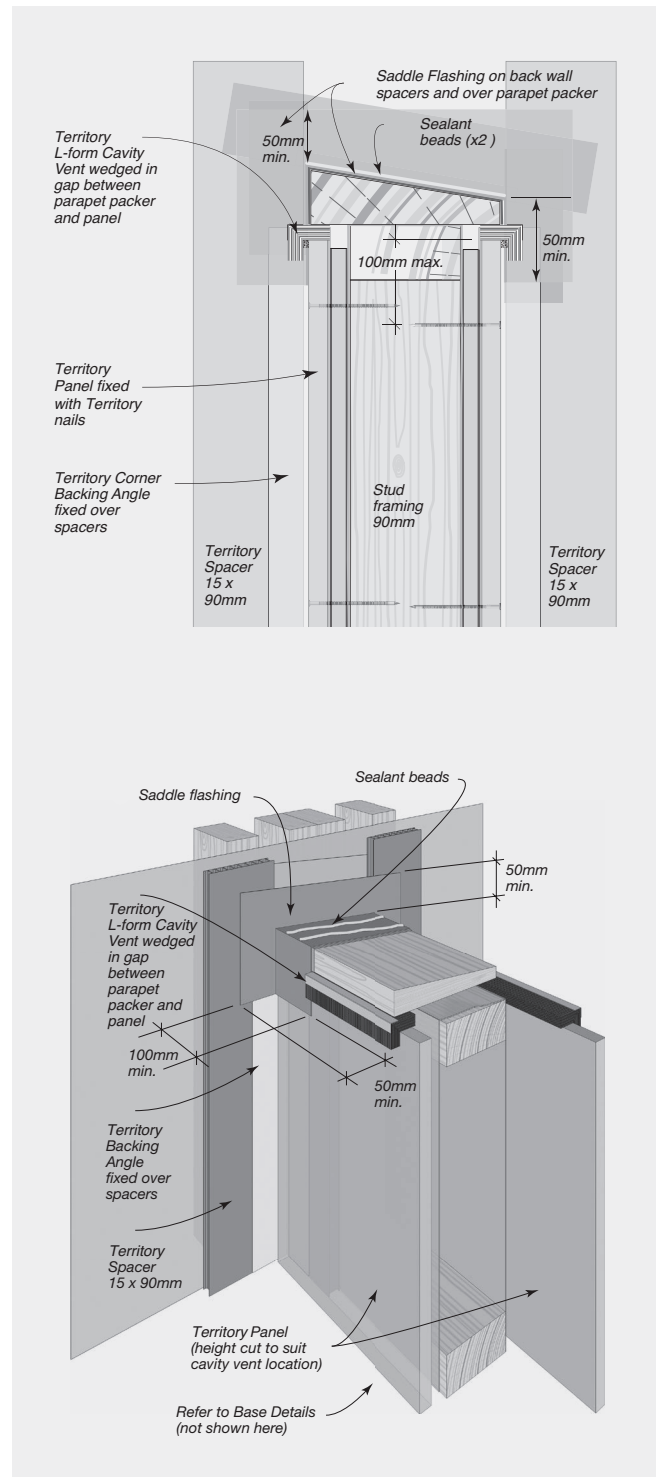 Saddle Flashing on back wall
spacers and over parapet packer
Sealant
beads (x2 )
50mm
min.
Territory
L-form Cavity
Vent wedged in
gap between
parapet packer
and panel
50mm
min.
100mm max.
Territory
Panel fixed
with Territory
nails
Territory Corner
Backing Angle
fixed over
spacers
Stud
framing
90mm
Territory
Spacer
15 x
90mm
Territory
Spacer
15 x
90mm
Sealant beads
Saddle flashing
50mm
min.
Territory
L-form Cavity
Vent wedged
in gap
between
parapet
packer and
panel
100mm
min.
50mm
min.
Territory
Backing
Angle
fixed over
spacers
Territory
Spacer
15 x 90mm
Territory Panel
(height cut to suit
cavity vent location)
Refer to Base Details
(not shown here)